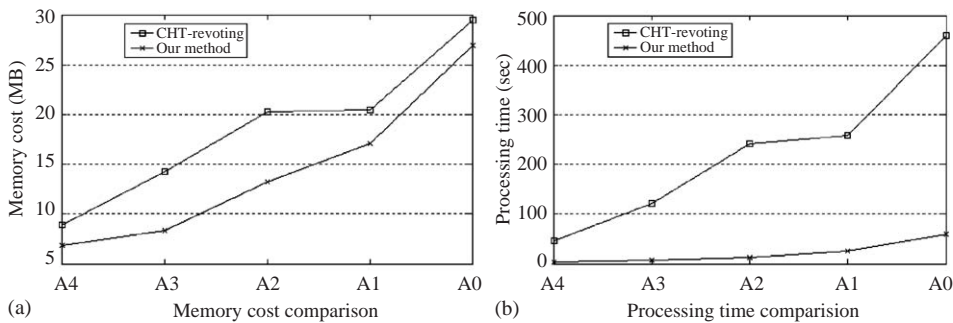 30
25
20
15
10
5
Memory cost (MB)
CHT-revoting
Our method
A4 A3 A2 A1 A0
(a) Memory cost comparison
500
400
300
200
100
0
Processing time (sec)
CHT-revoting
Our method
A4 A3 A2 A1 A0
(b) Processing time comparision